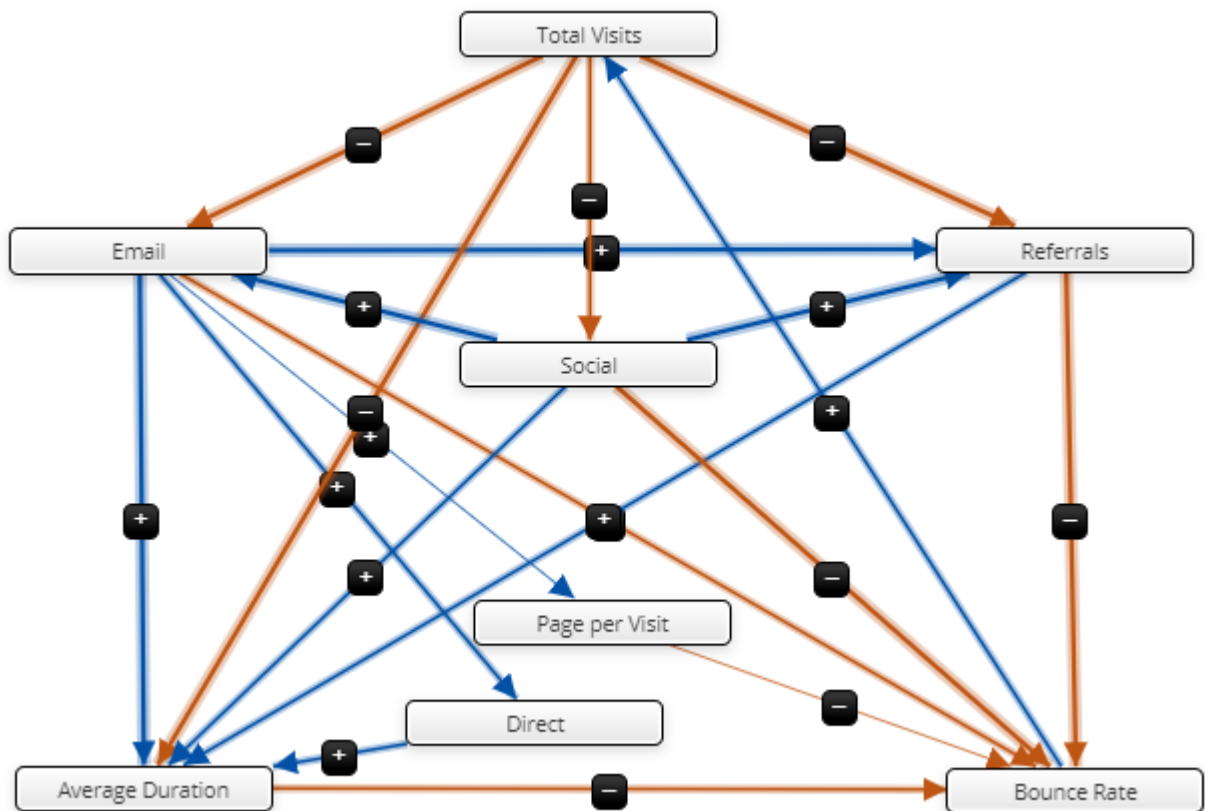 Total Visits
−
−
−
Email
+
Referrals
+
+
Social
−
+
+
+
+
+
−
+
−
Page per Visit
−
Direct
+
Average Duration
−
Bounce Rate